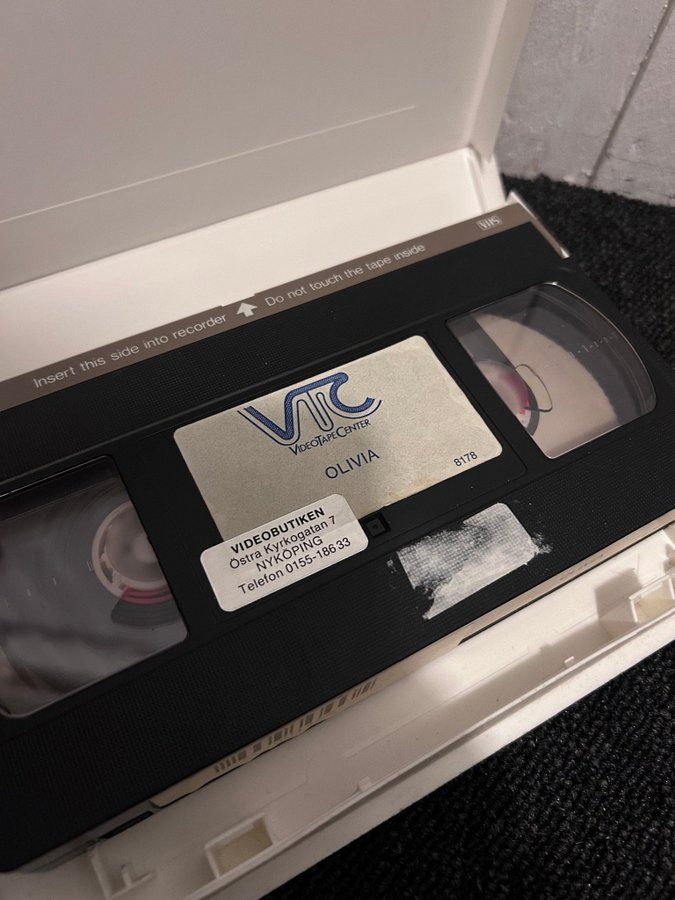 VHS
Insert this side into recorder Do not touch the tape inside
VTC
VIDEOTAPECENTER
OLIVIA
8178
VIDEOBUTIKEN
Östra Kyrkogatan 7
NYKÖPING
Telefon 0155-186 33